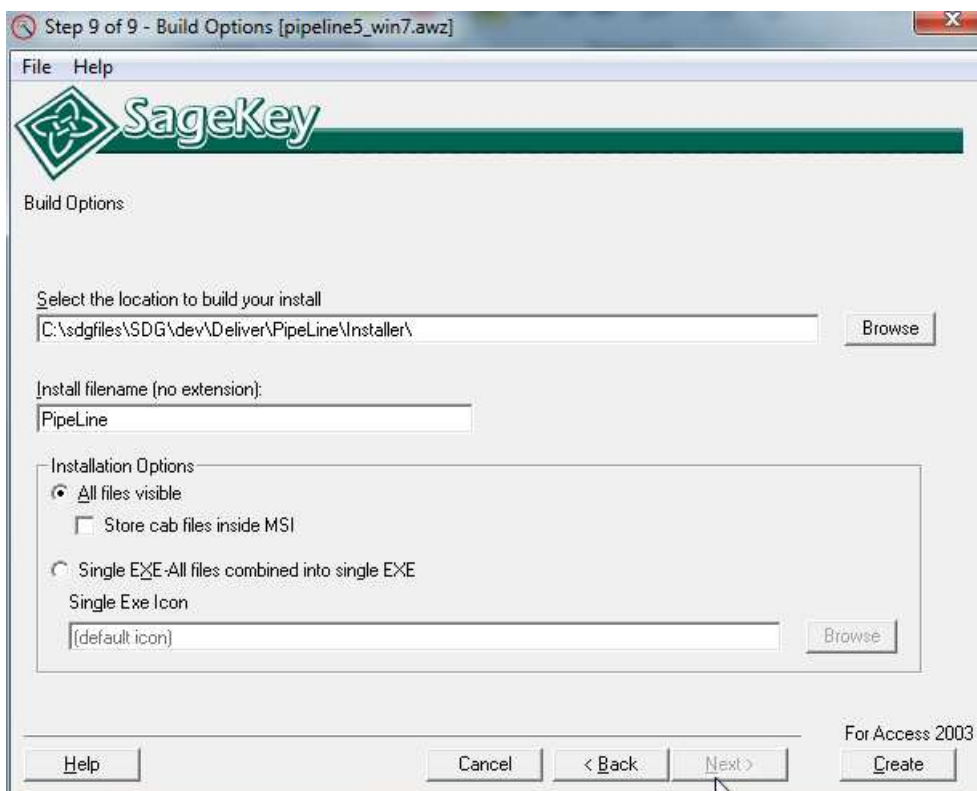 Step 9 of 9 - Build Options [pipeline5_win7.awz]
File Help
SageKey
Build Options
Select the location to build your install
C:\sdgfiles\SDG\dev\Deliver\PipeLine\Installer\
Browse
Install filename (no extension):
PipeLine
Installation Options
All files visible
Store cab files inside MSI
Single EXE-All files combined into single EXE
Single Exe Icon
(default icon)
Browse
For Access 2003
Help Cancel < Back Next > Create